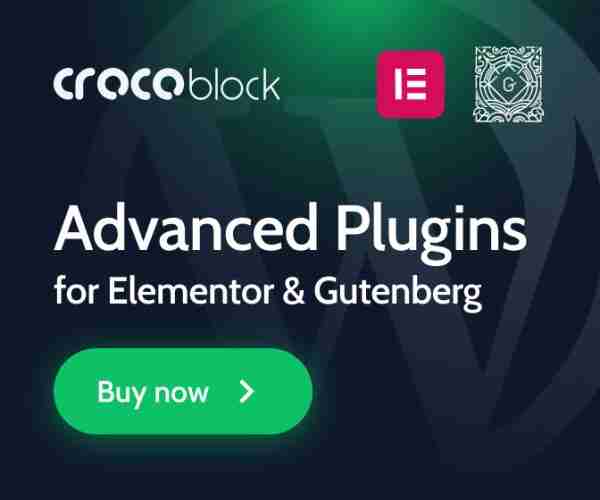 crocoblock
G
Advanced Plugins
for Elementor & Gutenberg
Buy now